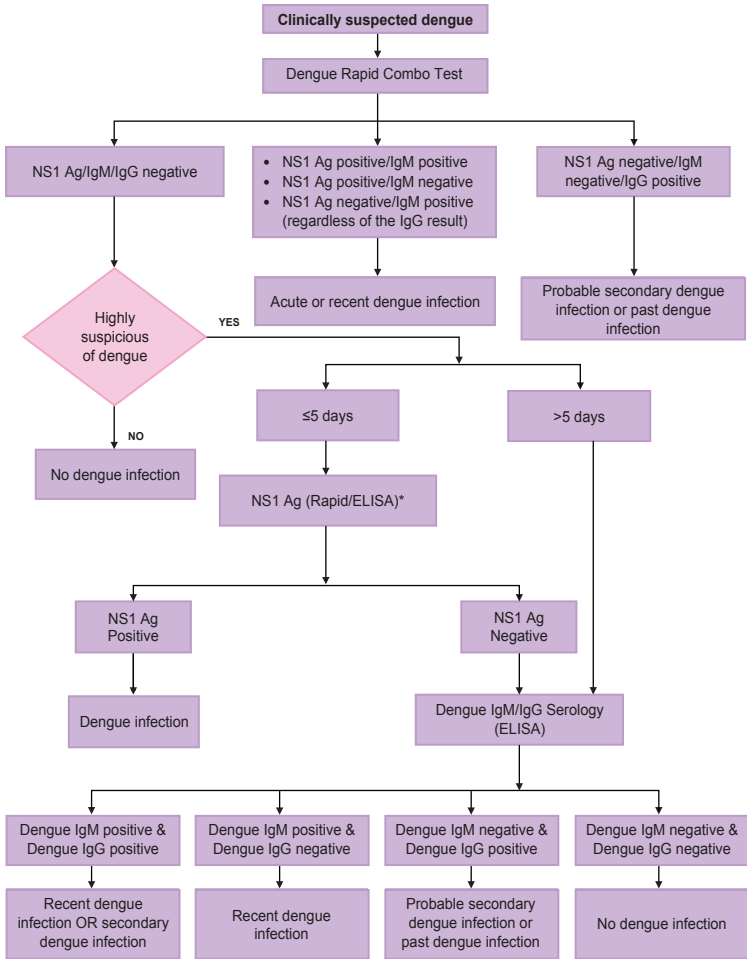 Clinically suspected dengue
Dengue Rapid Combo Test
NS1 Ag/IgM/IgG negative
• NS1 Ag positive/IgM positive
• NS1 Ag positive/IgM negative
• NS1 Ag negative/IgM positive
(regardless of the IgG result)
NS1 Ag negative/IgM
negative/IgG positive
Acute or recent dengue infection
Probable secondary dengue
infection or past dengue
infection
Highly
suspicious
of dengue
YES
NO
No dengue infection
≤5 days
>5 days
NS1 Ag (Rapid/ELISA)*
NS1 Ag
Positive
NS1 Ag
Negative
Dengue infection
Dengue IgM/IgG Serology
(ELISA)
Dengue IgM positive &
Dengue IgG positive
Dengue IgM positive &
Dengue IgG negative
Dengue IgM negative &
Dengue IgG positive
Dengue IgM negative &
Dengue IgG negative
Recent dengue
infection OR secondary
dengue infection
Recent dengue
infection
Probable secondary
dengue infection or
past dengue infection
No dengue infection